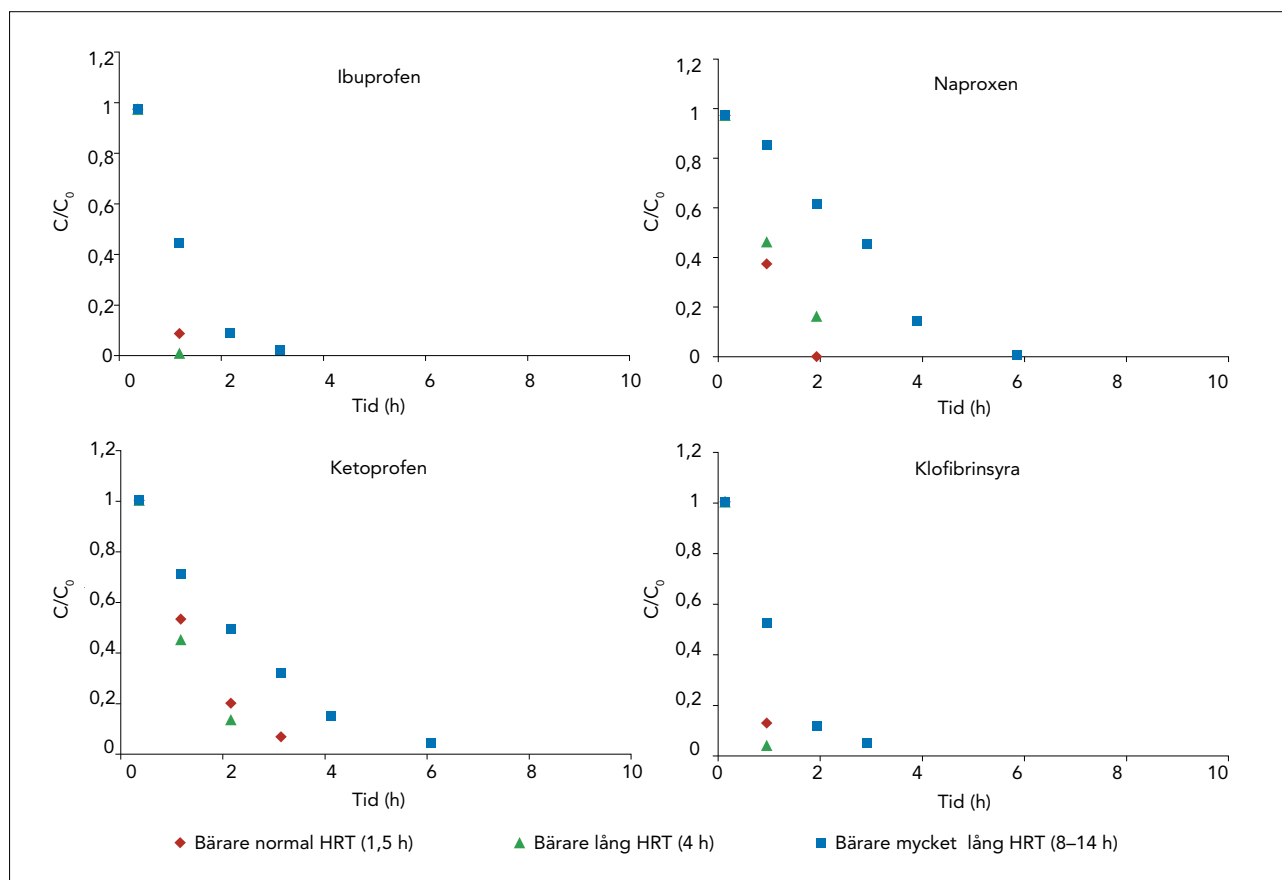 Ibuprofen
1,2
1
0,8
0,6
0,4
0,2
0
C/C₀
0 2 4 6 8 10
Tid (h)
Naproxen
1,2
1
0,8
0,6
0,4
0,2
0
C/C₀
0 2 4 6 8 10
Tid (h)
Ketoprofen
1,2
1
0,8
0,6
0,4
0,2
0
C/C₀
0 2 4 6 8 10
Tid (h)
Klofibrinsyra
1,2
1
0,8
0,6
0,4
0,2
0
C/C₀
0 2 4 6 8 10
Tid (h)
Bärare normal HRT (1,5 h) Bärare lång HRT (4 h) Bärare mycket lång HRT (8–14 h)